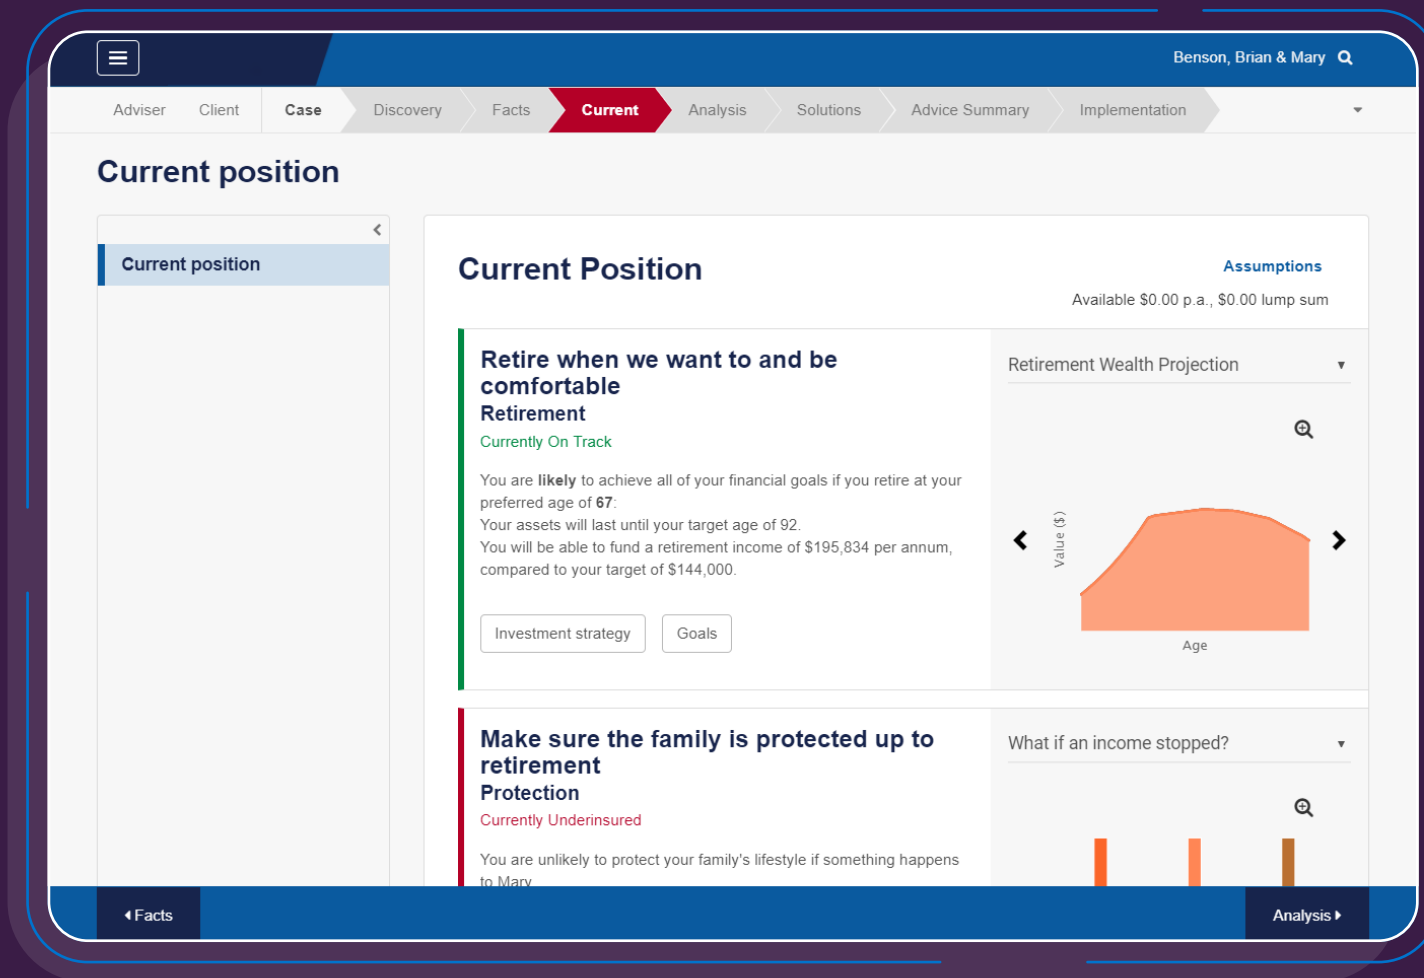 Benson, Brian & Mary
Adviser Client Case Discovery Facts Current Analysis Solutions Advice Summary Implementation
Current position
Current position
Current Position
Assumptions
Available $0.00 p.a., $0.00 lump sum
Retire when we want to and be
comfortable
Retirement
Currently On Track
You are likely to achieve all of your financial goals if you retire at your
preferred age of 67:
Your assets will last until your target age of 92.
You will be able to fund a retirement income of $195,834 per annum,
compared to your target of $144,000.
Investment strategy
Goals
Retirement Wealth Projection
Value ($)
Age
Make sure the family is protected up to
retirement
Protection
Currently Underinsured
You are unlikely to protect your family's lifestyle if something happens
to Mary
What if an income stopped?
Facts
Analysis